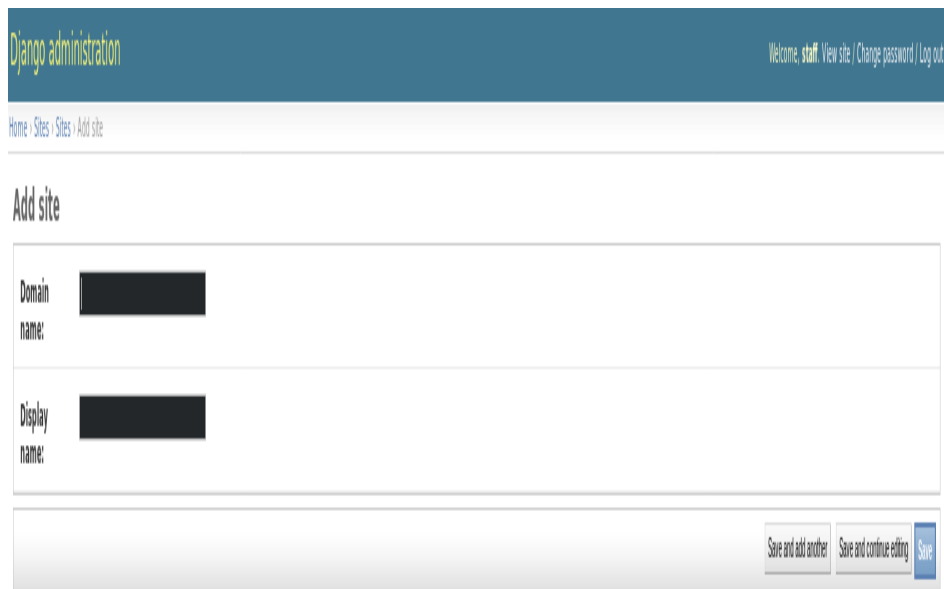 Django administration
Welcome, staff. View site / Change password / Log out
Home › Sites › Sites › Add site
Add site
Domain
name:
Display
name:
Save and add another
Save and continue editing
Save